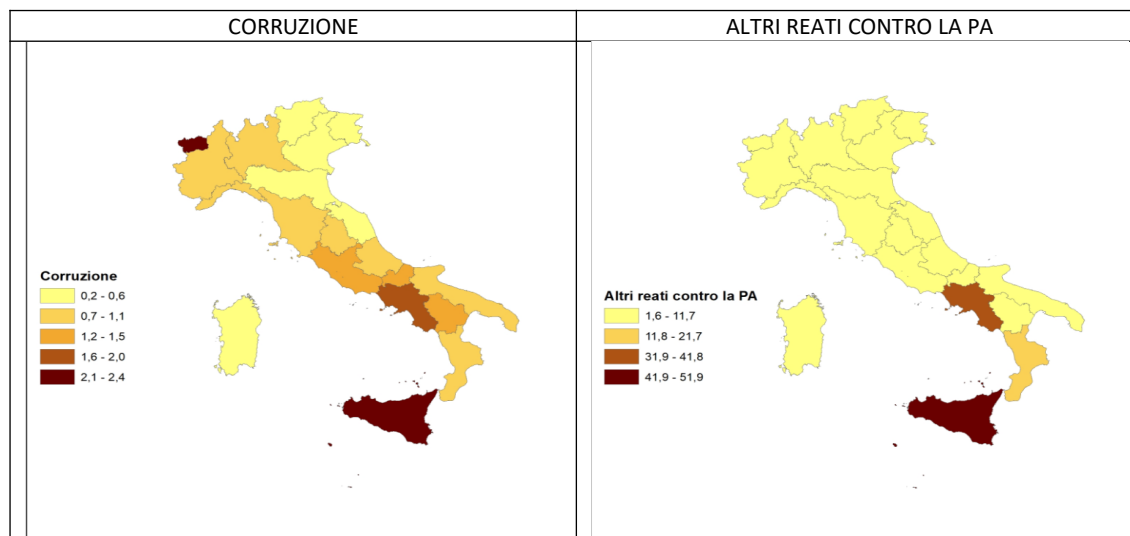 CORRUZIONE
ALTRI REATI CONTRO LA PA
Corruzione
0,2 - 0,6
0,7 - 1,1
1,2 - 1,5
1,6 - 2,0
2,1 - 2,4
Altri reati contro la PA
1,6 - 11,7
11,8 - 21,7
31,9 - 41,8
41,9 - 51,9